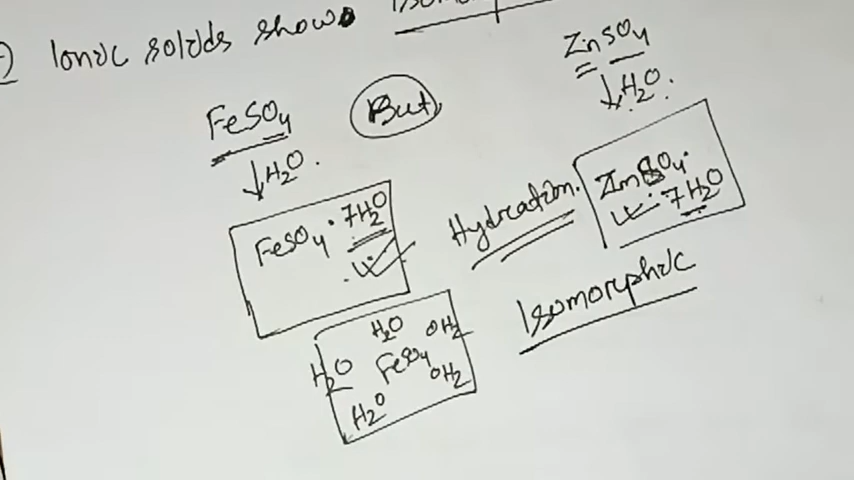 Ionic solids show
FeSO4
But
ZnSO4
↓H2O.
↓H2O.
FeSO4 · 7H2O
Hydration.
ZnSO4·
7H2O
Isomorphic
H2O
OH2
H2O
FeSO4
OH2
H2O